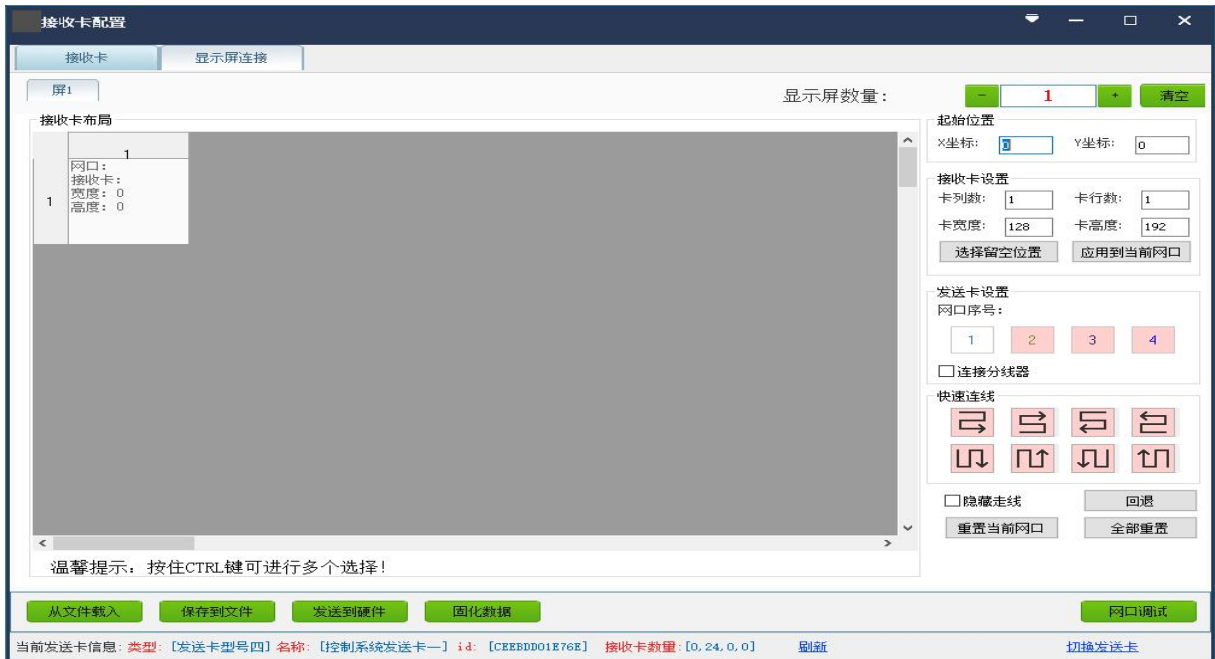 接收卡配置
接收卡 显示屏连接
屏1 显示屏数量: - 1 + 清空
接收卡布局
1
1
网口:
接收卡:
宽度: 0
高度: 0
起始位置
X坐标: 0 Y坐标: 0
接收卡设置
卡列数: 1 卡行数: 1
卡宽度: 128 卡高度: 192
选择留空位置 应用到当前网口
发送卡设置
网口序号:
1 2 3 4
连接分线器
快速连线
隐藏走线 回退
重置当前网口 全部重置
温馨提示: 按住CTRL键可进行多个选择!
从文件载入 保存到文件 发送到硬件 固化数据 网口调试
当前发送卡信息: 类型: [发送卡型号四] 名称: [控制系统发送卡一] id: [CEEBDD01E76E] 接收卡数量:[0,24,0,0] 刷新 切换发送卡